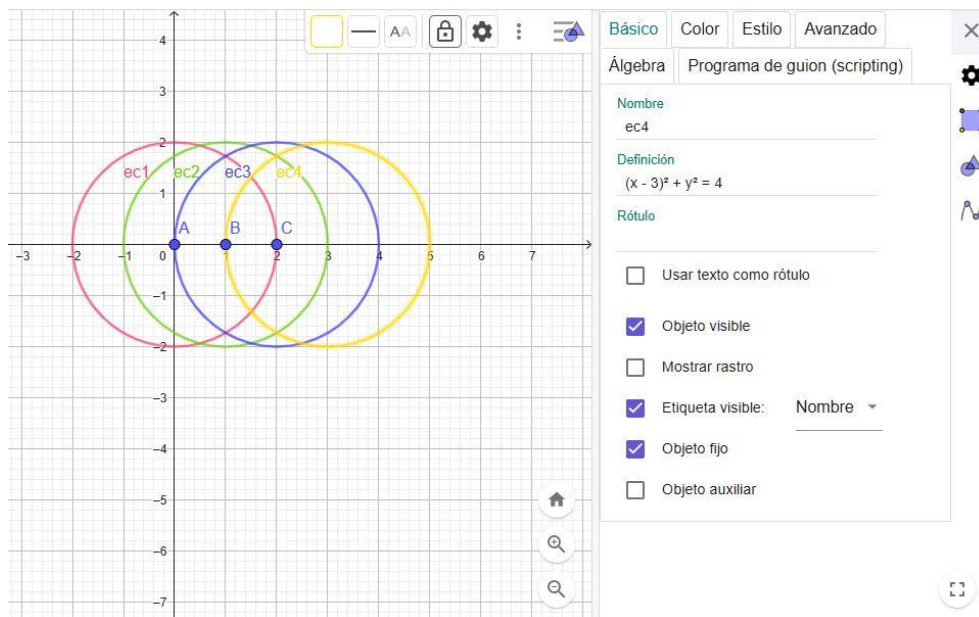 AA
Básico Color Estilo Avanzado
Álgebra Programa de guion (scripting)
Nombre
ec4
Definición
(x - 3)² + y² = 4
Rótulo
Usar texto como rótulo
Objeto visible
Mostrar rastro
Etiqueta visible: Nombre
Objeto fijo
Objeto auxiliar
4
3
2
ec1 ec2 ec3 ec4
1
A B C
–3 –2 –1 0 1 2 3 4 5 6 7
–1
–2
–3
–4
–5
–6
–7